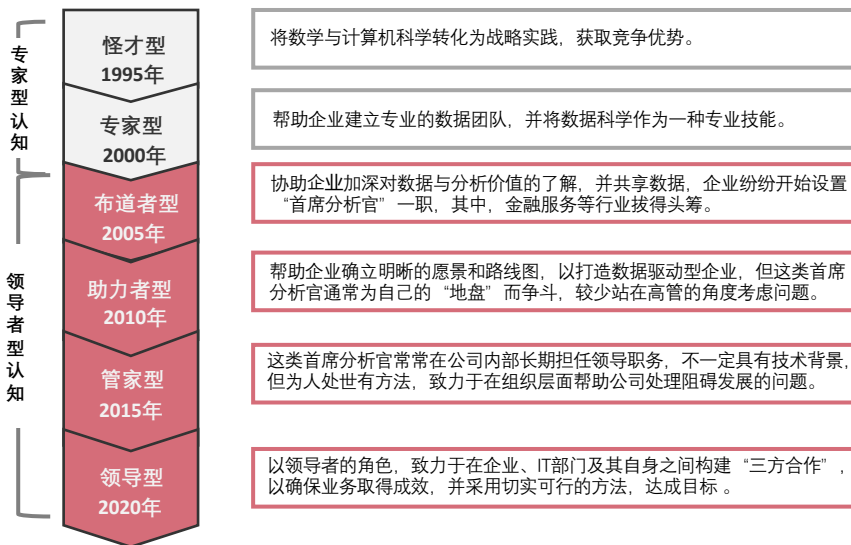 专家型认知
怪才型
1995年
将数学与计算机科学转化为战略实践，获取竞争优势。
专家型
2000年
帮助企业建立专业的数据团队，并将数据科学作为一种专业技能。
领导者型认知
布道者型
2005年
协助企业加深对数据与分析价值的了解，并共享数据，企业纷纷开始设置
“首席分析官”一职，其中，金融服务等行业拔得头筹。
助力者型
2010年
帮助企业确立明晰的愿景和路线图，以打造数据驱动型企业，但这类首席
分析官通常为自己的“地盘”而争斗，较少站在高管的角度考虑问题。
管家型
2015年
这类首席分析官常常在公司内部长期担任领导职务，不一定具有技术背景，
但为人处世有方法，致力于在组织层面帮助公司处理阻碍发展的问题。
领导型
2020年
以领导者的角色，致力于在企业、IT部门及其自身之间构建“三方合作”，
以确保业务取得成效，并采用切实可行的方法，达成目标。